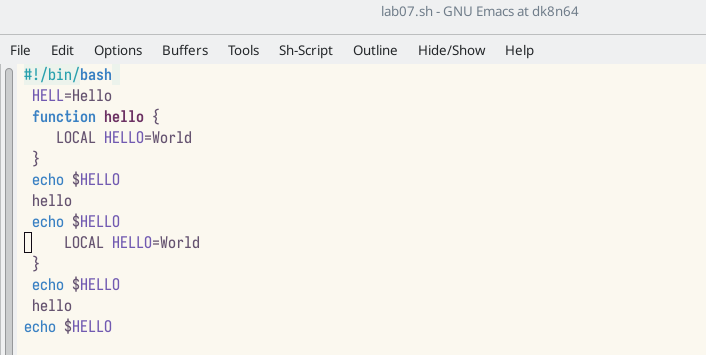 lab07.sh - GNU Emacs at dk8n64
File Edit Options Buffers Tools Sh-Script Outline Hide/Show Help
#!/bin/bash
HELL=Hello
function hello {
LOCAL HELLO=World
}
echo $HELLO
hello
echo $HELLO
LOCAL HELLO=World
}
echo $HELLO
hello
echo $HELLO